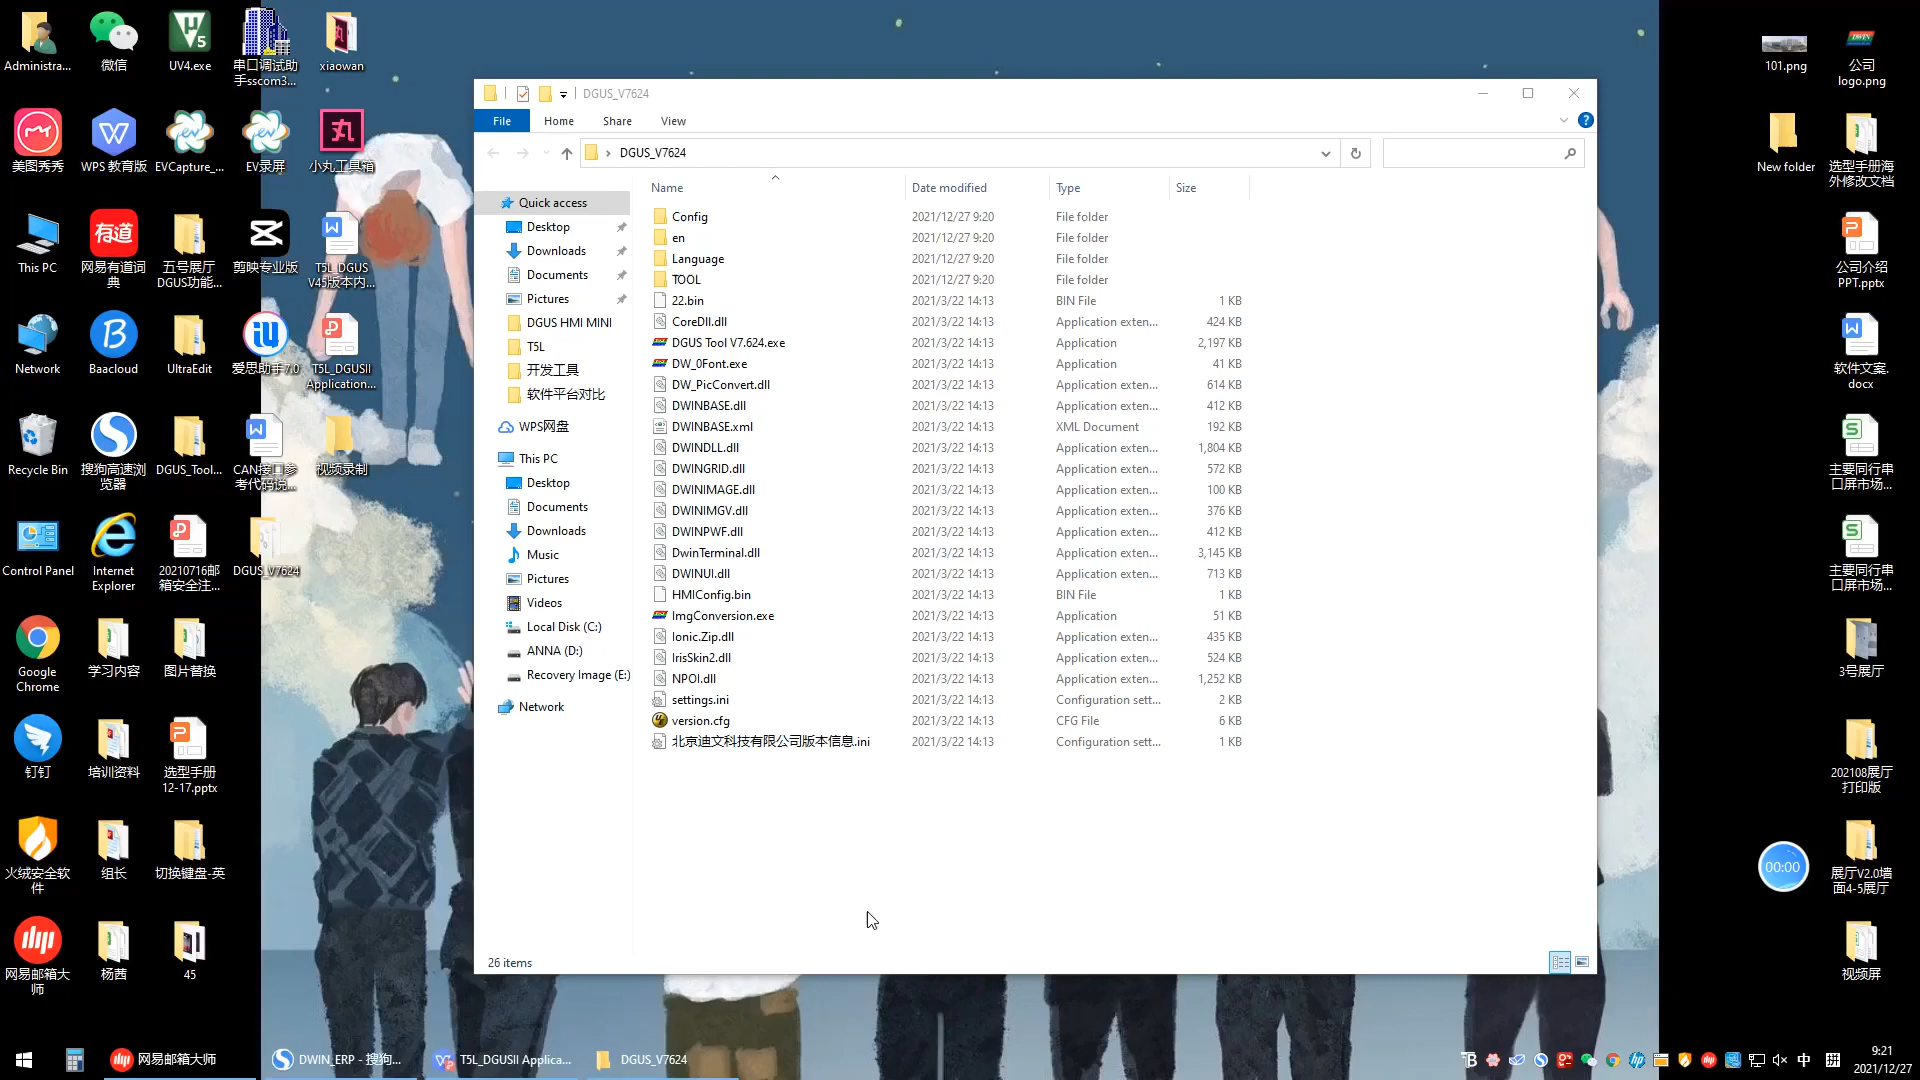 Administra...
微信
UV4.exe
串口调试助
手sscom3...
xiaowan
美图秀秀
WPS 教育版
EVCapture_...
EV录屏
小丸工具箱
This PC
网易有道词
典
五号展厅
DGUS功能...
剪映专业版
T5L_DGUS
V45版本内...
Network
Baacloud
UltraEdit
爱思助手7.0
T5L_DGUSII
Application...
Recycle Bin
搜狗高速浏
览器
DGUS_Tool...
CAN接口参
考代码说...
视频录制
Control Panel
Internet
Explorer
20210716邮
箱安全注...
DGUS_V7624
Google
Chrome
学习内容
图片替换
钉钉
培训资料
选型手册
12-17.pptx
火绒安全软
件
组长
切换键盘-英
网易邮箱大
师
杨茜
45
DGUS_V7624
File
Home
Share
View
DGUS_V7624
Name
Date modified
Type
Size
Quick access
Desktop
Downloads
Documents
Pictures
DGUS HMI MINI
T5L
开发工具
软件平台对比
WPS网盘
This PC
Desktop
Documents
Downloads
Music
Pictures
Videos
Local Disk (C:)
ANNA (D:)
Recovery Image (E:)
Network
Config 2021/12/27 9:20 File folder
en 2021/12/27 9:20 File folder
Language 2021/12/27 9:20 File folder
TOOL 2021/12/27 9:20 File folder
22.bin 2021/3/22 14:13 BIN File 1 KB
CoreDll.dll 2021/3/22 14:13 Application exten... 424 KB
DGUS Tool V7.624.exe 2021/3/22 14:13 Application 2,197 KB
DW_0Font.exe 2021/3/22 14:13 Application 41 KB
DW_PicConvert.dll 2021/3/22 14:13 Application exten... 614 KB
DWINBASE.dll 2021/3/22 14:13 Application exten... 412 KB
DWINBASE.xml 2021/3/22 14:13 XML Document 192 KB
DWINDLL.dll 2021/3/22 14:13 Application exten... 1,804 KB
DWINGRID.dll 2021/3/22 14:13 Application exten... 572 KB
DWINIMAGE.dll 2021/3/22 14:13 Application exten... 100 KB
DWINIMGV.dll 2021/3/22 14:13 Application exten... 376 KB
DWINPWF.dll 2021/3/22 14:13 Application exten... 412 KB
DwinTerminal.dll 2021/3/22 14:13 Application exten... 3,145 KB
DWINUI.dll 2021/3/22 14:13 Application exten... 713 KB
HMIConfig.bin 2021/3/22 14:13 BIN File 1 KB
ImgConversion.exe 2021/3/22 14:13 Application 51 KB
Ionic.Zip.dll 2021/3/22 14:13 Application exten... 435 KB
IrisSkin2.dll 2021/3/22 14:13 Application exten... 524 KB
NPOI.dll 2021/3/22 14:13 Application exten... 1,252 KB
settings.ini 2021/3/22 14:13 Configuration sett... 2 KB
version.cfg 2021/3/22 14:13 CFG File 6 KB
北京迪文科技有限公司版本信息.ini 2021/3/22 14:13 Configuration sett... 1 KB
26 items
101.png
公司
logo.png
New folder
选型手册海
外修改文档
公司介绍
PPT.pptx
软件文案.
docx
主要同行串
口屏市场...
主要同行串
口屏市场...
3号展厅
202108展厅
打印版
00:00
展厅V2.0墙
面4-5展厅
视频屏
网易邮箱大师
DWIN_ERP - 搜狗...
T5L_DGUSII Applica...
DGUS_V7624
中
拼
9:21
2021/12/27